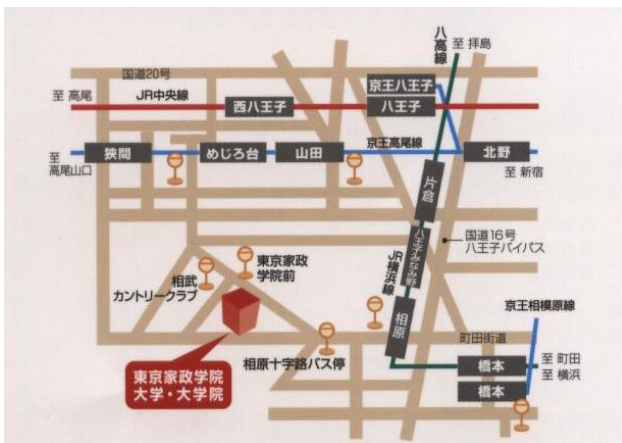 八高線
至 拝島
国道20号
京王八王子
至 高尾
JR中央線
西八王子
八王子
京王高尾線
狭間
めじろ台
山田
北野
至
高尾山口
至 新宿
片倉
国道16号
八王子バイパス
八王子みなみ野
JR横浜線
東京家政
学院前
相武
カントリークラブ
京王相模原線
相原
町田街道
相原十字路バス停
橋本
至 町田
至 横浜
橋本
東京家政学院
大学・大学院